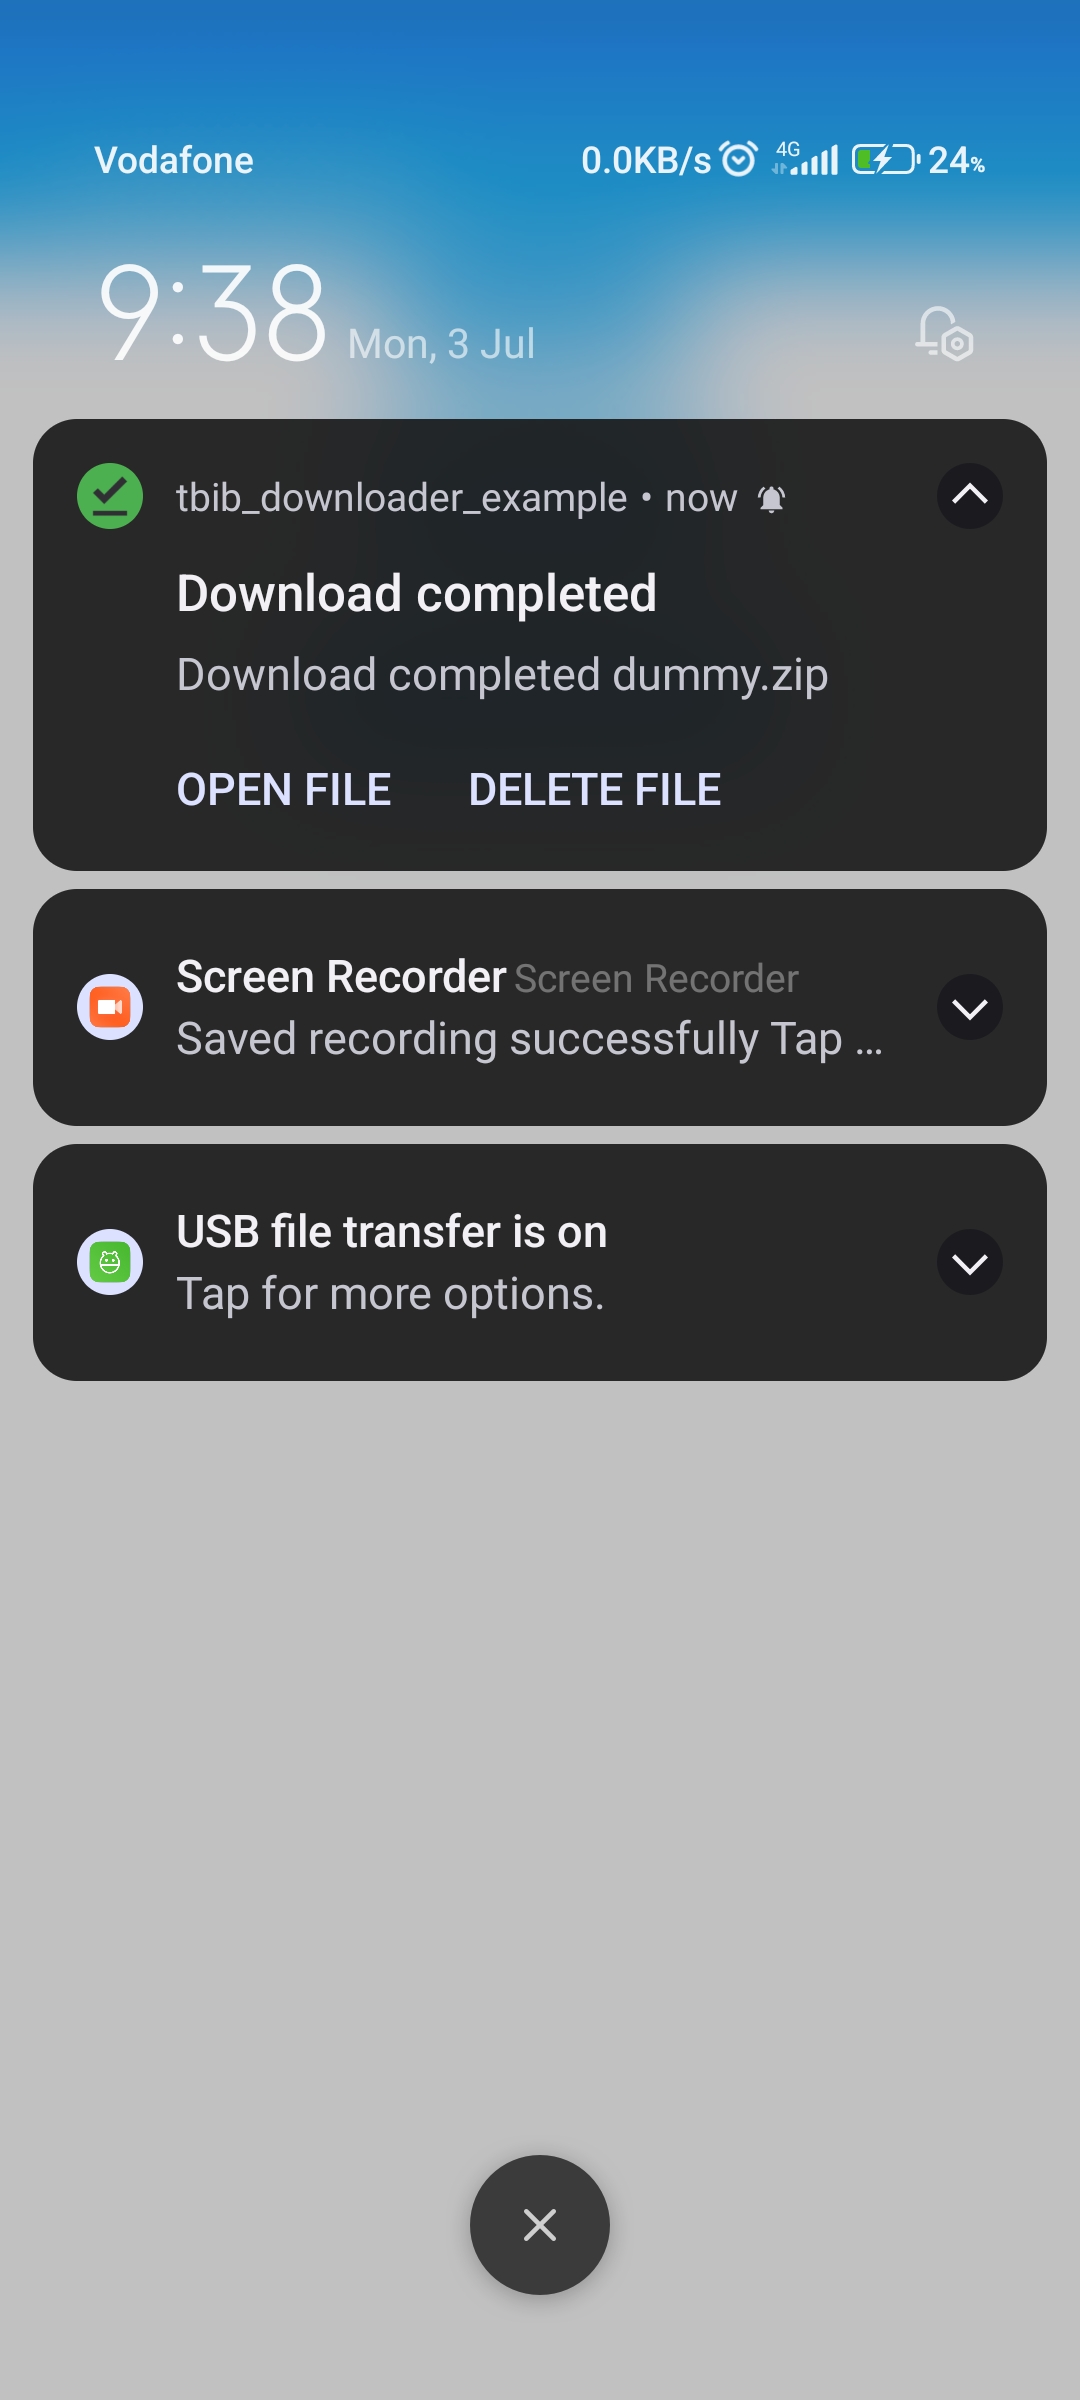 Vodafone 0.0KB/s 4G 24%
9:38 Mon, 3 Jul
tbib_downloader_example • now
Download completed
Download completed dummy.zip
OPEN FILE DELETE FILE
Screen Recorder Screen Recorder
Saved recording successfully Tap ...
USB file transfer is on
Tap for more options.